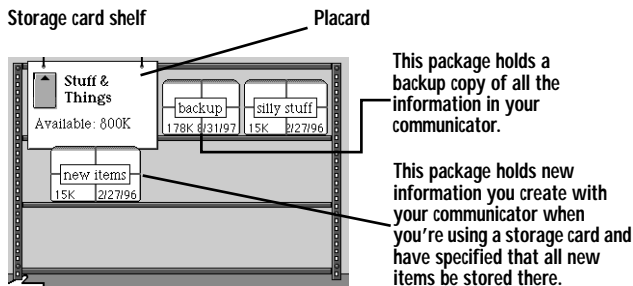 Storage card shelf
Placard
Stuff &
Things
Available: 800K
backup
178K 8/31/97
silly stuff
15K 2/27/96
new items
15K 2/27/96
This package holds a
backup copy of all the
information in your
communicator.
This package holds new
information you create with
your communicator when
you're using a storage card and
have specified that all new
items be stored there.